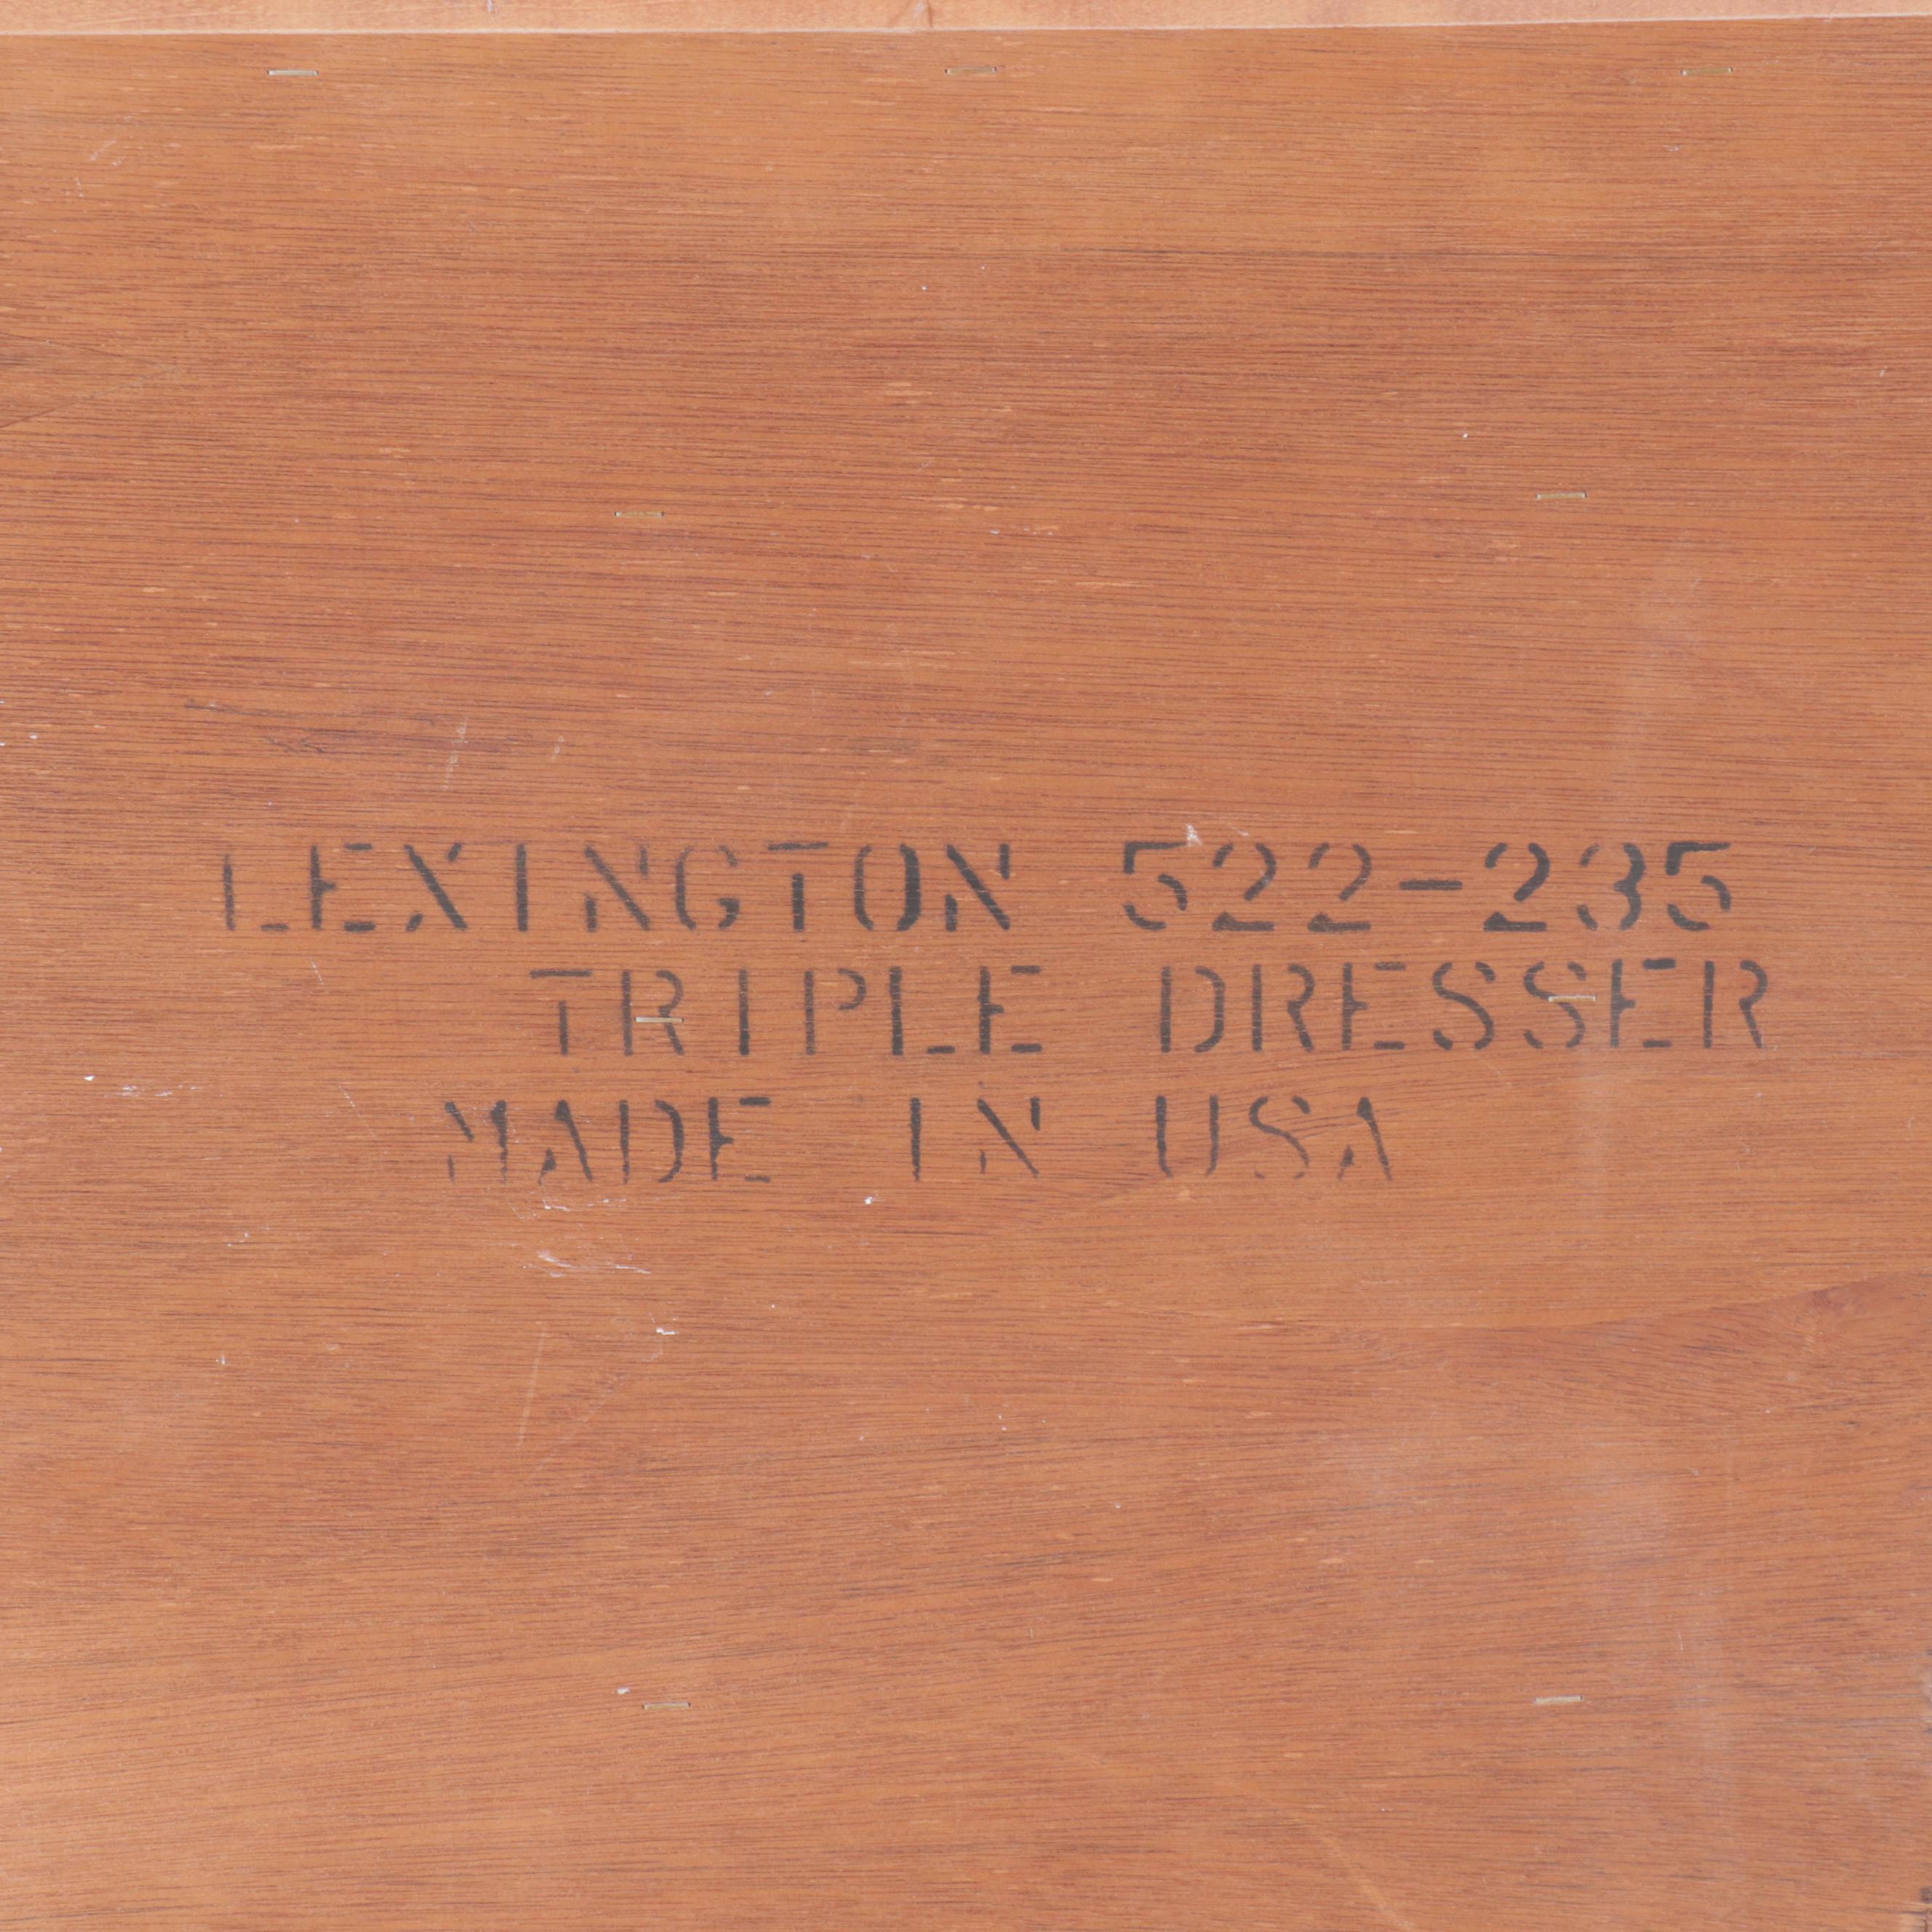 LEXINGTON 522-235
TRIPLE DRESSER
MADE IN USA